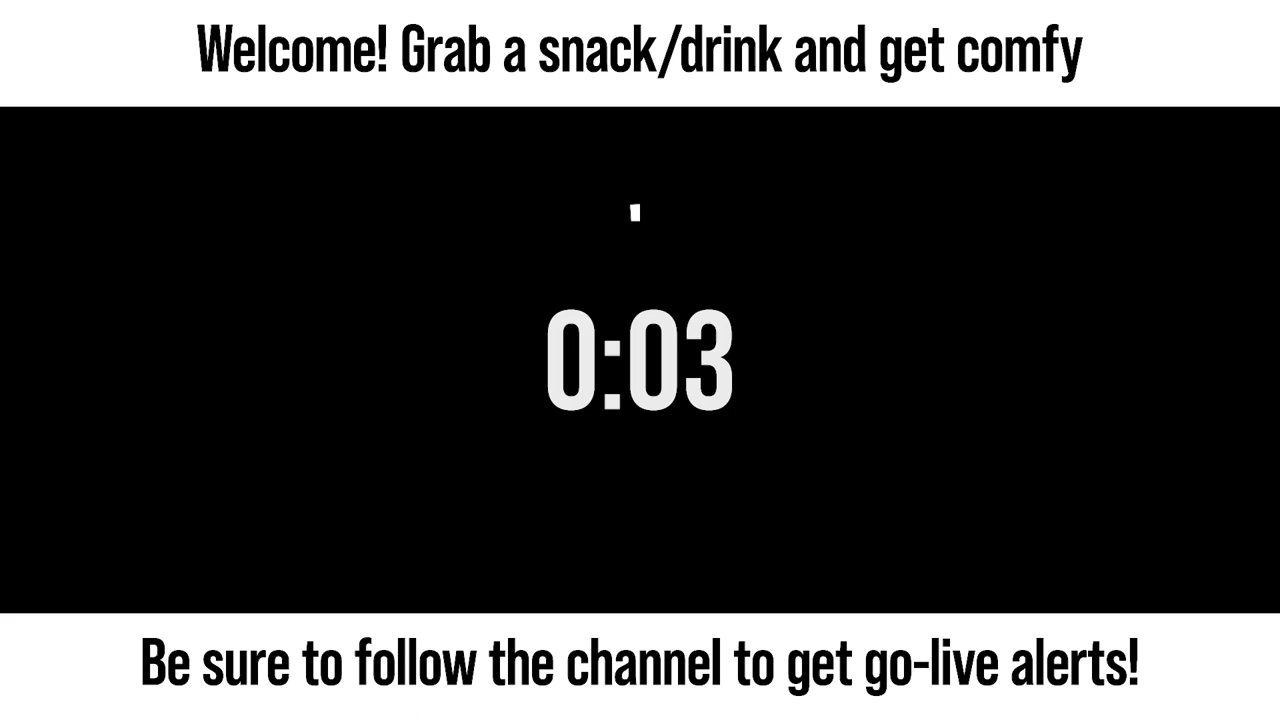 Welcome! Grab a snack/drink and get comfy
0:03
Be sure to follow the channel to get go-live alerts!